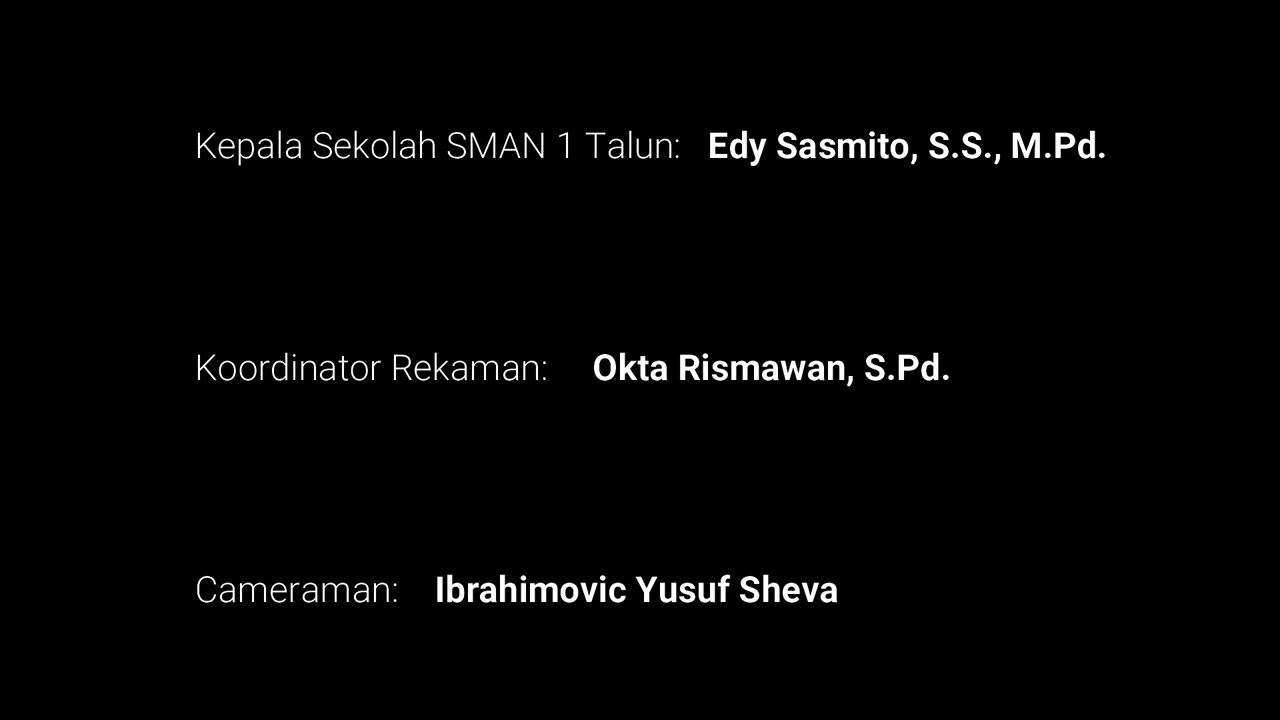 Kepala Sekolah SMAN 1 Talun: Edy Sasmito, S.S., M.Pd.
Koordinator Rekaman: Okta Rismawan, S.Pd.
Cameraman: Ibrahimovic Yusuf Sheva